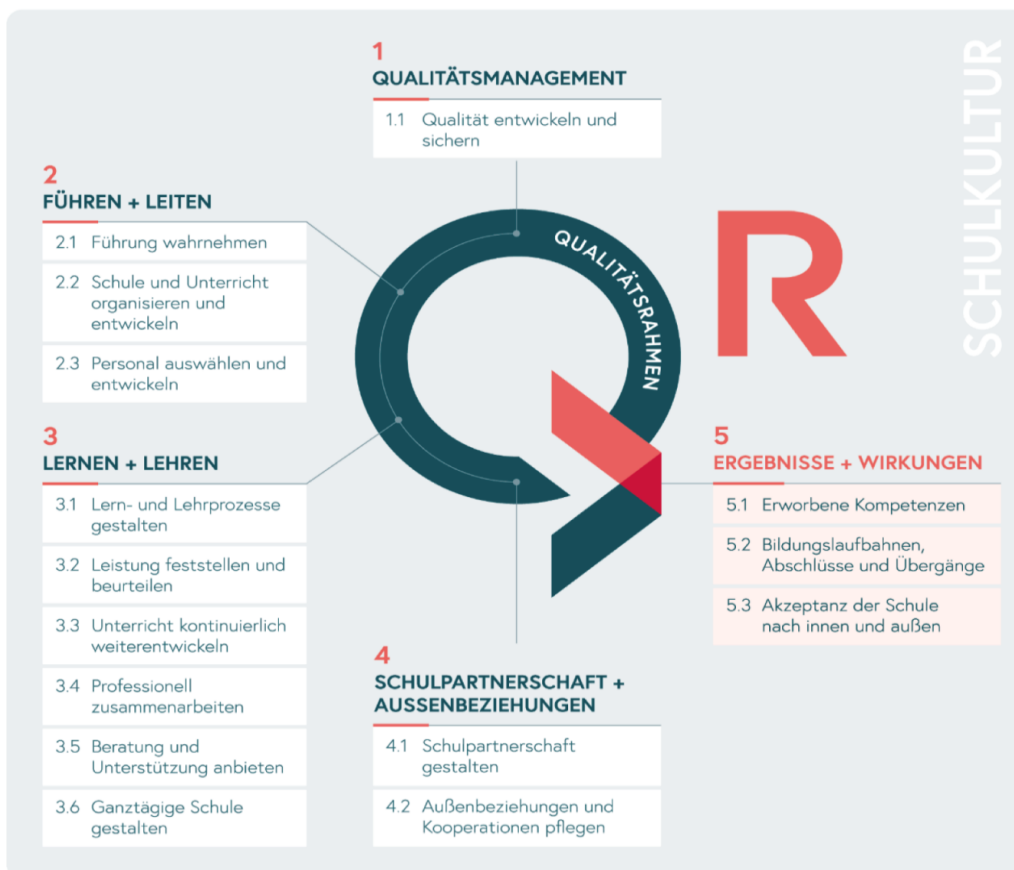 SCHULKULTUR
1
QUALITÄTSMANAGEMENT
1.1 Qualität entwickeln und
sichern
2
FÜHREN + LEITEN
2.1 Führung wahrnehmen
2.2 Schule und Unterricht
organisieren und
entwickeln
2.3 Personal auswählen und
entwickeln
QUALITÄTSRAHMEN
R
3
LERNEN + LEHREN
3.1 Lern- und Lehrprozesse
gestalten
3.2 Leistung feststellen und
beurteilen
3.3 Unterricht kontinuierlich
weiterentwickeln
3.4 Professionell
zusammenarbeiten
3.5 Beratung und
Unterstützung anbieten
3.6 Ganztägige Schule
gestalten
4
SCHULPARTNERSCHAFT +
AUSSENBEZIEHUNGEN
4.1 Schulpartnerschaft
gestalten
4.2 Außenbeziehungen und
Kooperationen pflegen
5
ERGEBNISSE + WIRKUNGEN
5.1 Erworbene Kompetenzen
5.2 Bildungslaufbahnen,
Abschlüsse und Übergänge
5.3 Akzeptanz der Schule
nach innen und außen